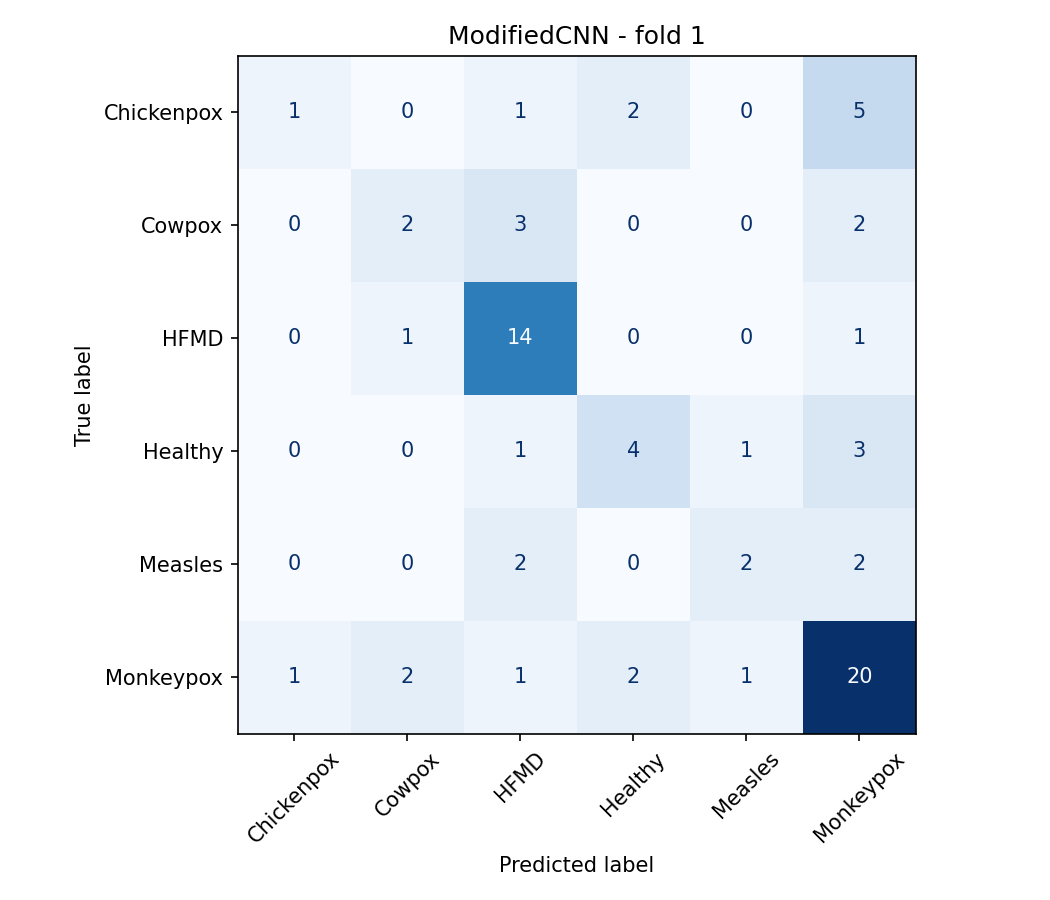 ModifiedCNN - fold 1
Chickenpox 1 0 1 2 0 5
Cowpox 0 2 3 0 0 2
HFMD 0 1 14 0 0 1
Healthy 0 0 1 4 1 3
Measles 0 0 2 0 2 2
Monkeypox 1 2 1 2 1 20
True label
Chickenpox Cowpox HFMD Healthy Measles Monkeypox
Predicted label